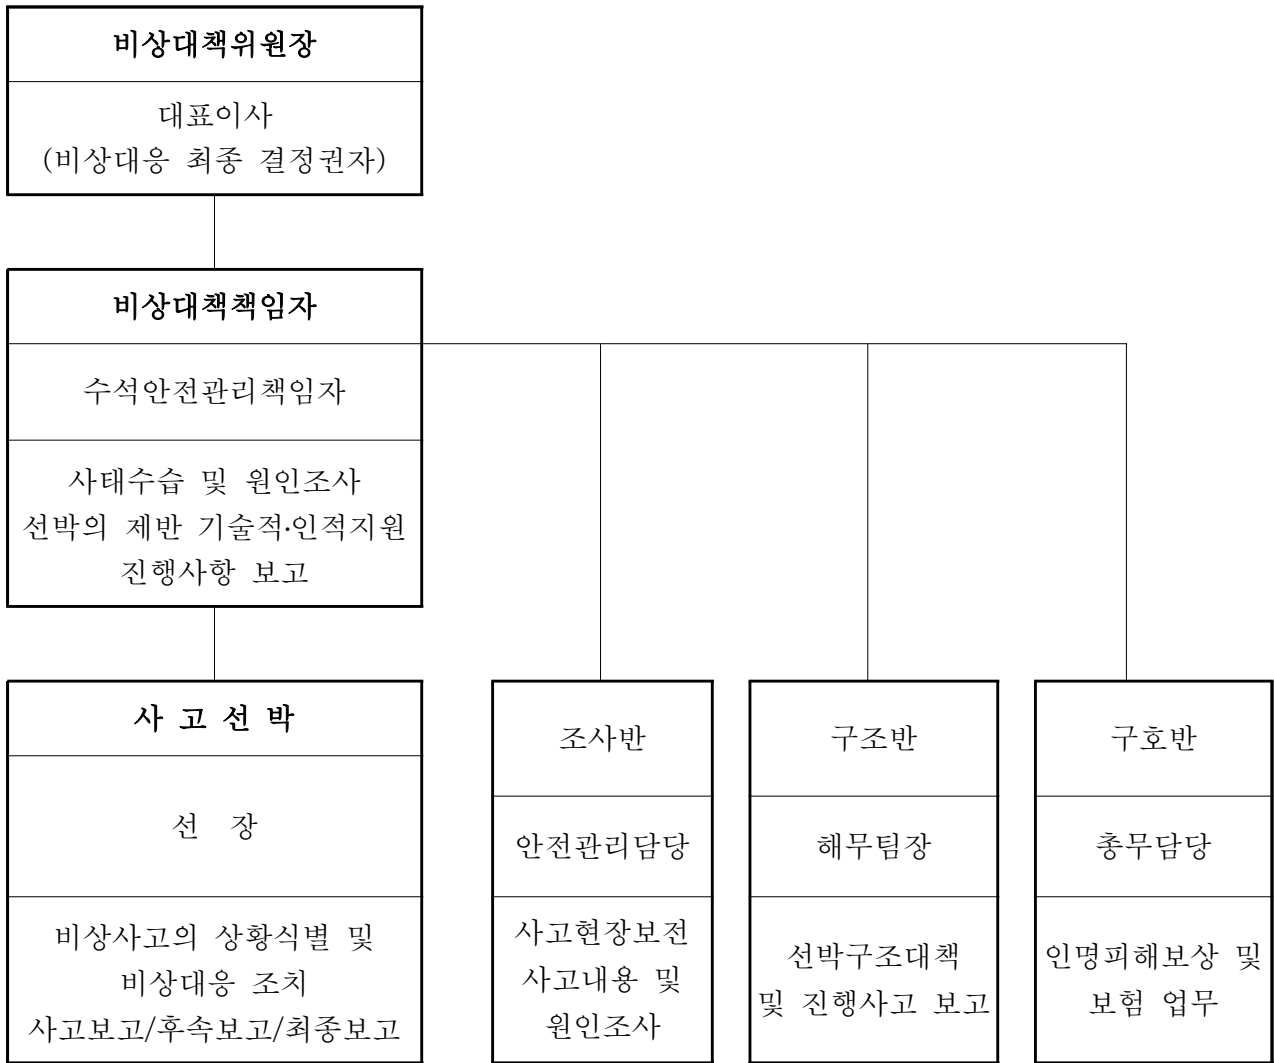 비상대책위원장
대표이사
(비상대응 최종 결정권자)
비상대책책임자
수석안전관리책임자
사태수습 및 원인조사
선박의 제반 기술적·인적지원
진행사항 보고
사 고 선 박
선 장
비상사고의 상황식별 및
비상대응 조치
사고보고/후속보고/최종보고
조사반
안전관리담당
사고현장보전
사고내용 및
원인조사
구조반
해무팀장
선박구조대책
및 진행사고 보고
구호반
총무담당
인명피해보상 및
보험 업무